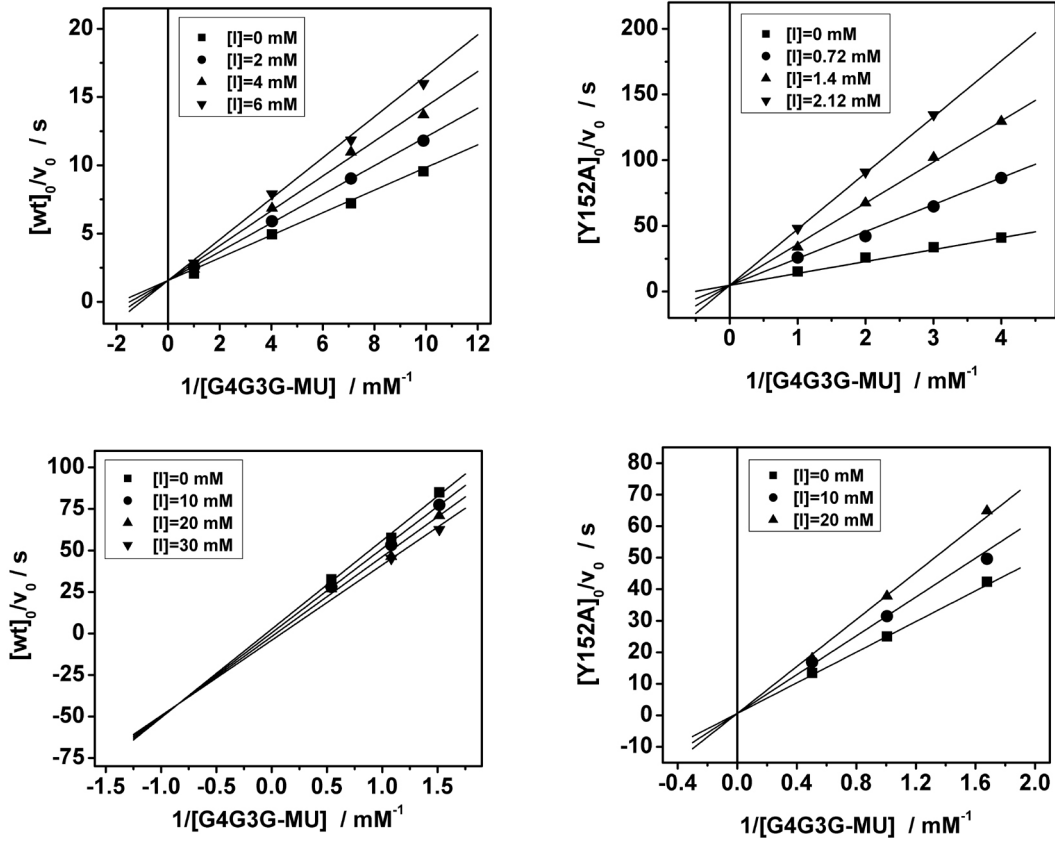 20
15
10
5
0
[wt]₀/v₀ / s
[I]=0 mM
[I]=2 mM
[I]=4 mM
[I]=6 mM
-2 0 2 4 6 8 10 12
1/[G4G3G-MU] / mM⁻¹
200
150
100
50
0
[Y152A]₀/v₀ / s
[I]=0 mM
[I]=0.72 mM
[I]=1.4 mM
[I]=2.12 mM
0 1 2 3 4
1/[G4G3G-MU] / mM⁻¹
100
75
50
25
0
-25
-50
-75
[wt]₀/v₀ / s
[I]=0 mM
[I]=10 mM
[I]=20 mM
[I]=30 mM
-1.5 -1.0 -0.5 0.0 0.5 1.0 1.5
1/[G4G3G-MU] / mM⁻¹
80
70
60
50
40
30
20
10
0
-10
[Y152A]₀/v₀ / s
[I]=0 mM
[I]=10 mM
[I]=20 mM
-0.4 0.0 0.4 0.8 1.2 1.6 2.0
1/[G4G3G-MU] / mM⁻¹